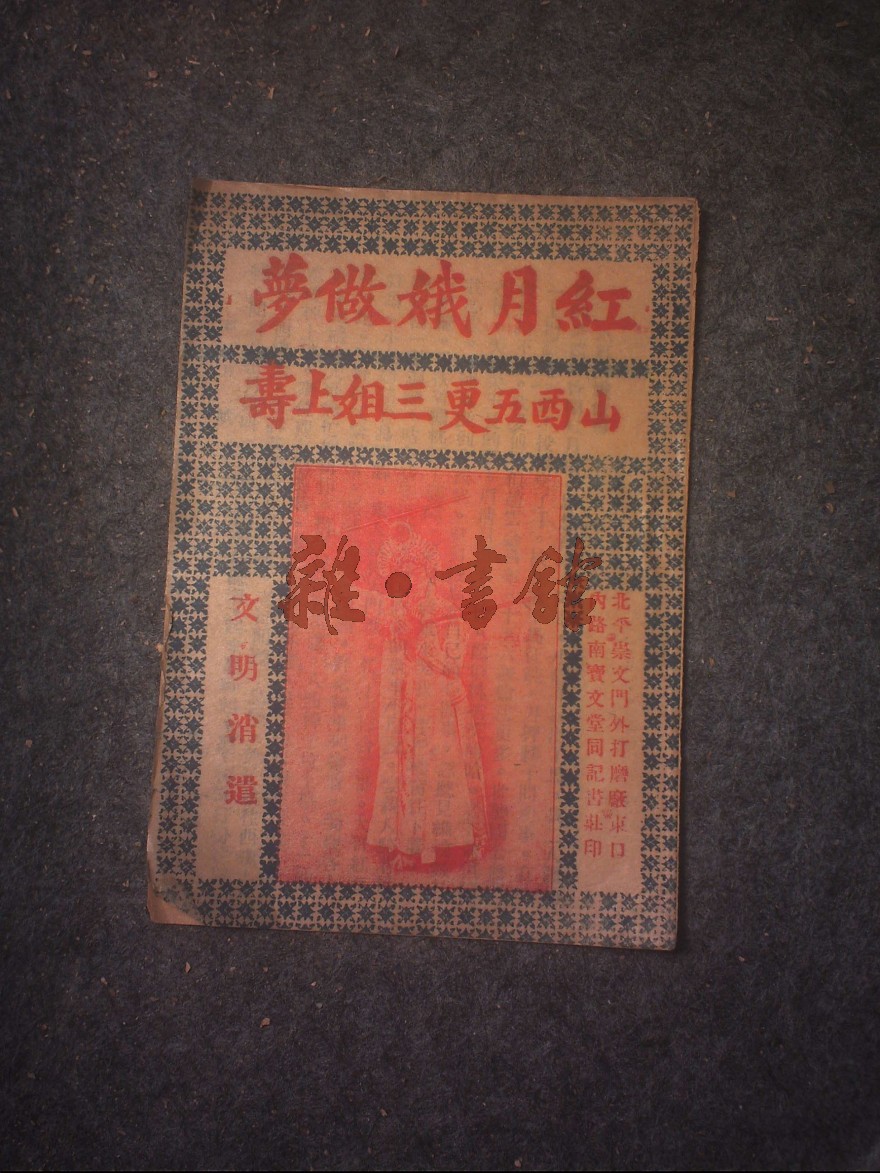 紅月娥做夢
山西五更三姐上壽
北平崇文門外打磨廠東口
內路南寶文堂同記書莊印
文明消遣
雜·書館